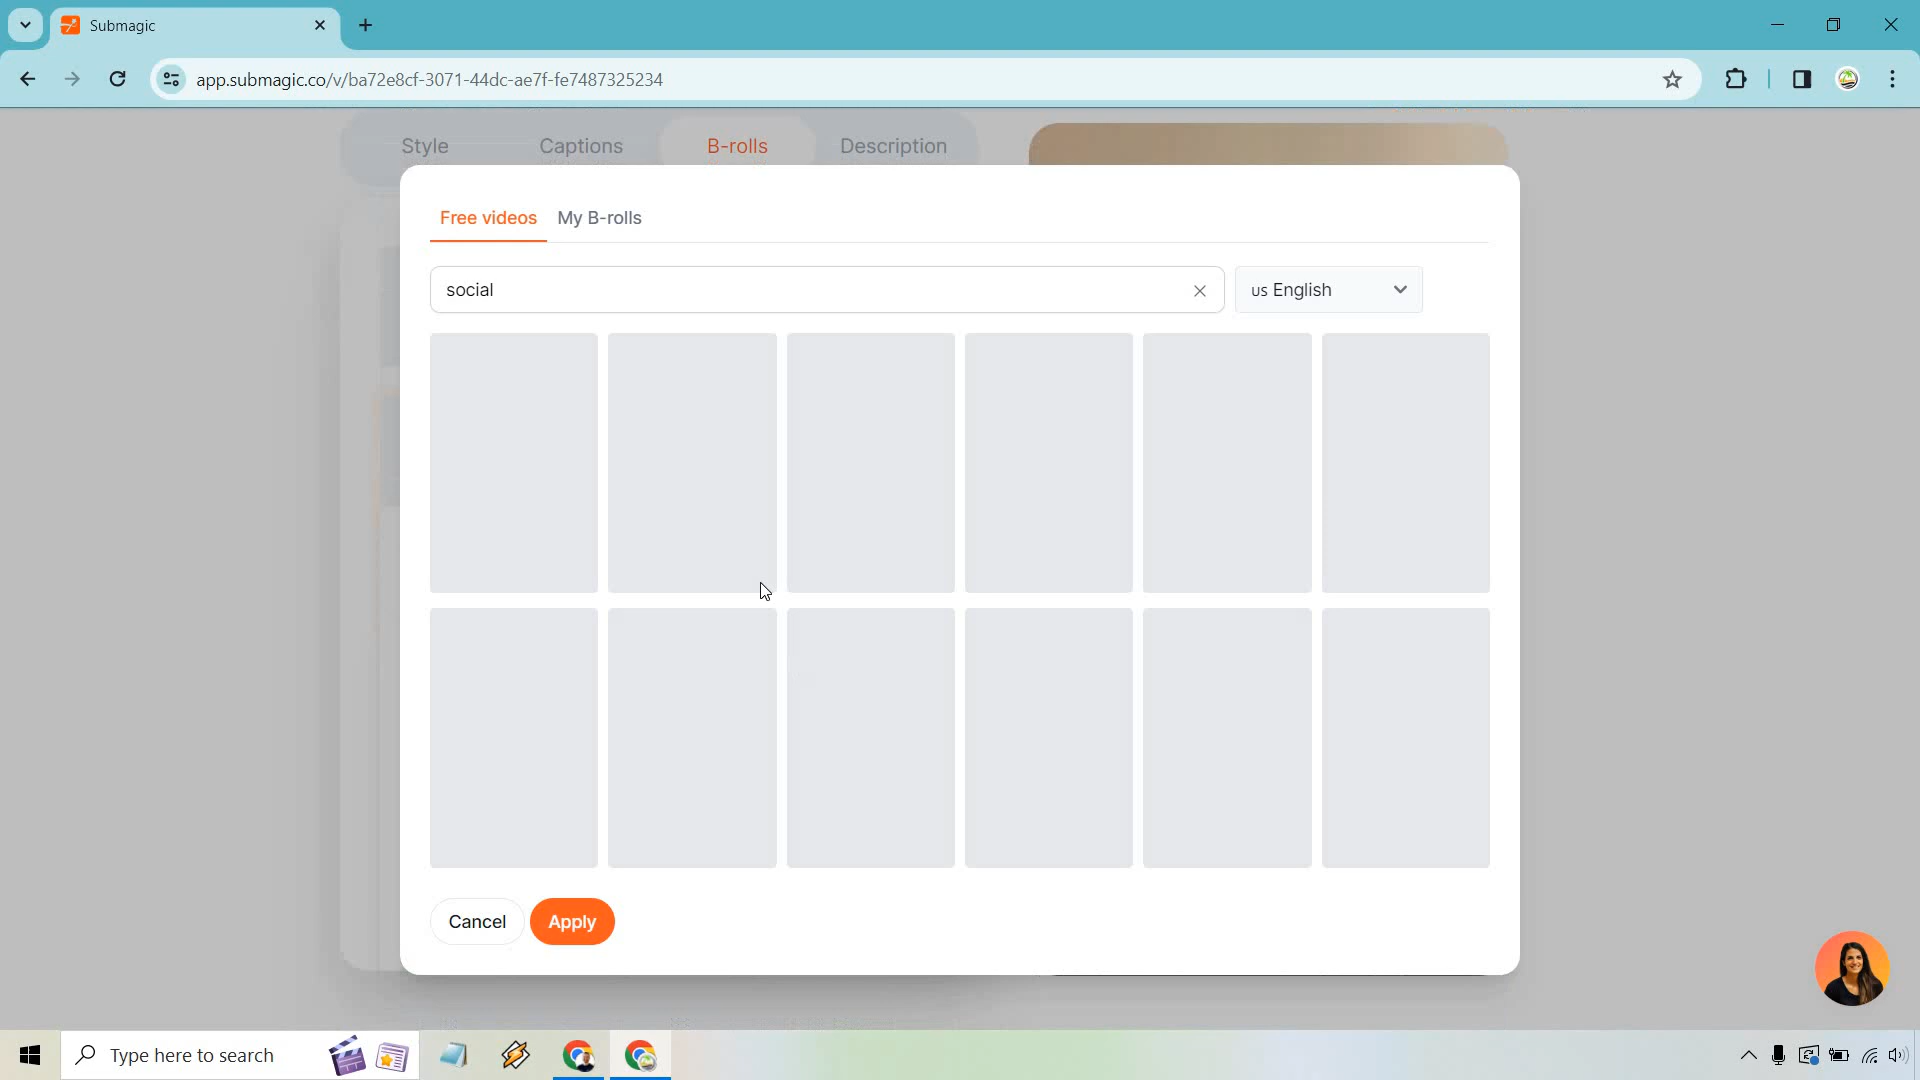 Submagic
app.submagic.co/v/ba72e8cf-3071-44dc-ae7f-fe7487325234
Style Captions B-rolls Description
Free videos My B-rolls
social
us English
Cancel Apply
Type here to search